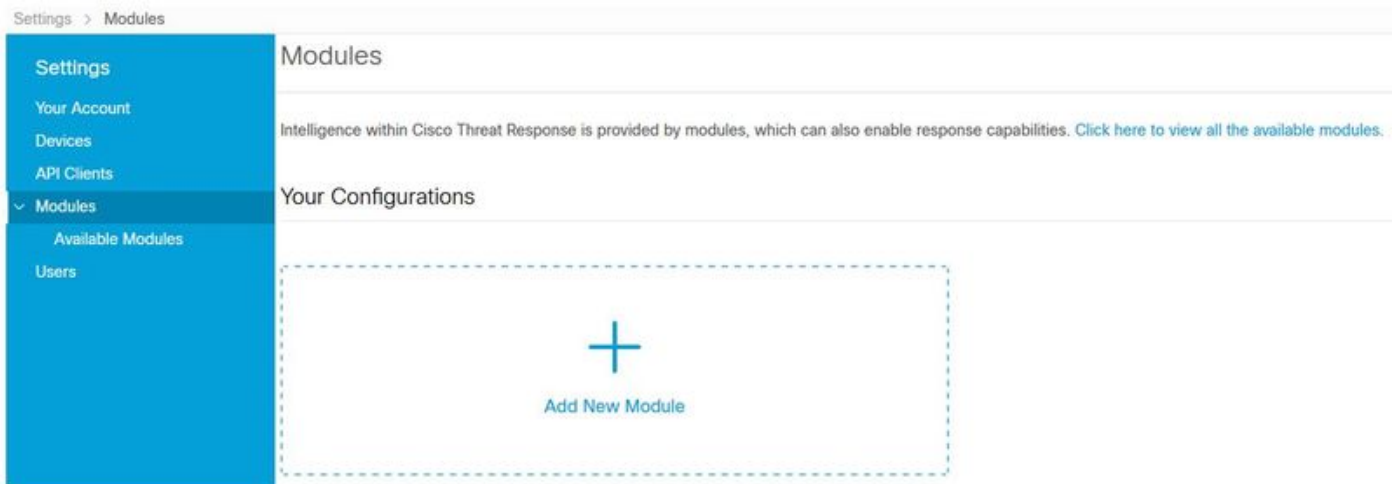 Settings > Modules
Settings
Your Account
Devices
API Clients
Modules
Available Modules
Users
Modules
Intelligence within Cisco Threat Response is provided by modules, which can also enable response capabilities. Click here to view all the available modules.
Your Configurations
Add New Module